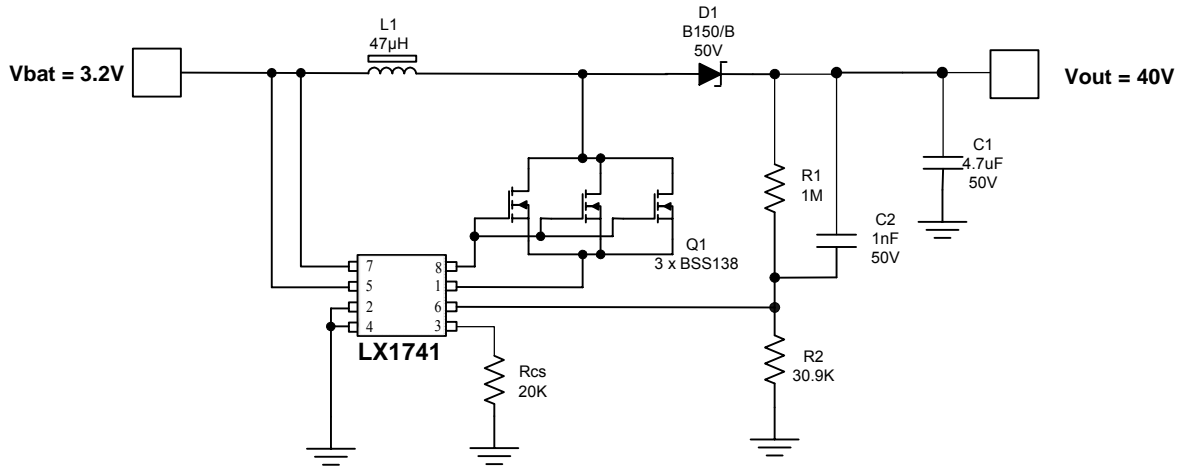 L1
47µH
D1
B150/B
50V
Vbat = 3.2V
Vout = 40V
C1
4.7uF
50V
R1
1M
C2
1nF
50V
Q1
3 x BSS138
7
8
5
1
2
6
4
3
LX1741
Rcs
20K
R2
30.9K